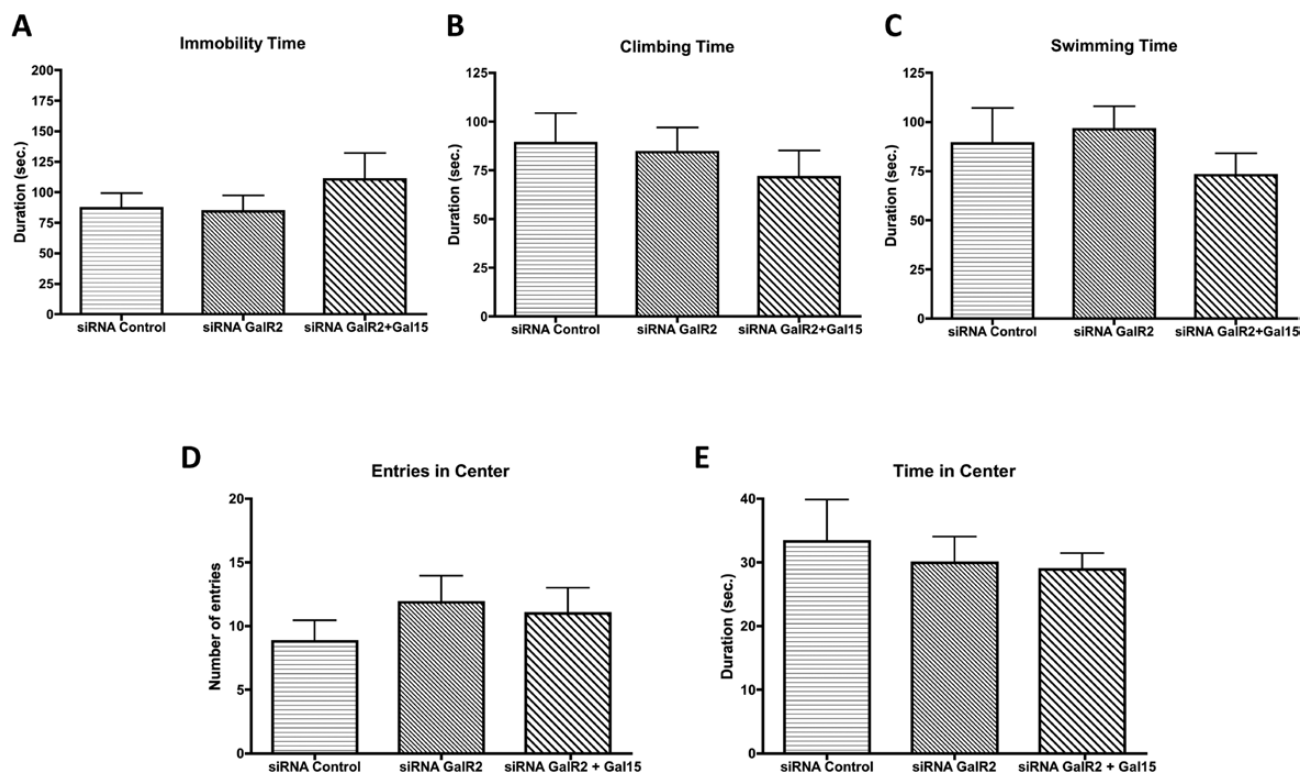 A
Immobility Time
Duration (sec.)
200
175
150
125
100
75
50
25
0
siRNA Control
siRNA GalR2
siRNA GalR2+Gal15
B
Climbing Time
Duration (sec.)
125
100
75
50
25
0
siRNA Control
siRNA GalR2
siRNA GalR2+Gal15
C
Swimming Time
Duration (sec.)
125
100
75
50
25
0
siRNA Control
siRNA GalR2
siRNA GalR2+Gal15
D
Entries in Center
Number of entries
20
15
10
5
0
siRNA Control
siRNA GalR2
siRNA GalR2 + Gal15
E
Time in Center
Duration (sec.)
40
30
20
10
0
siRNA Control
siRNA GalR2
siRNA GalR2 + Gal15